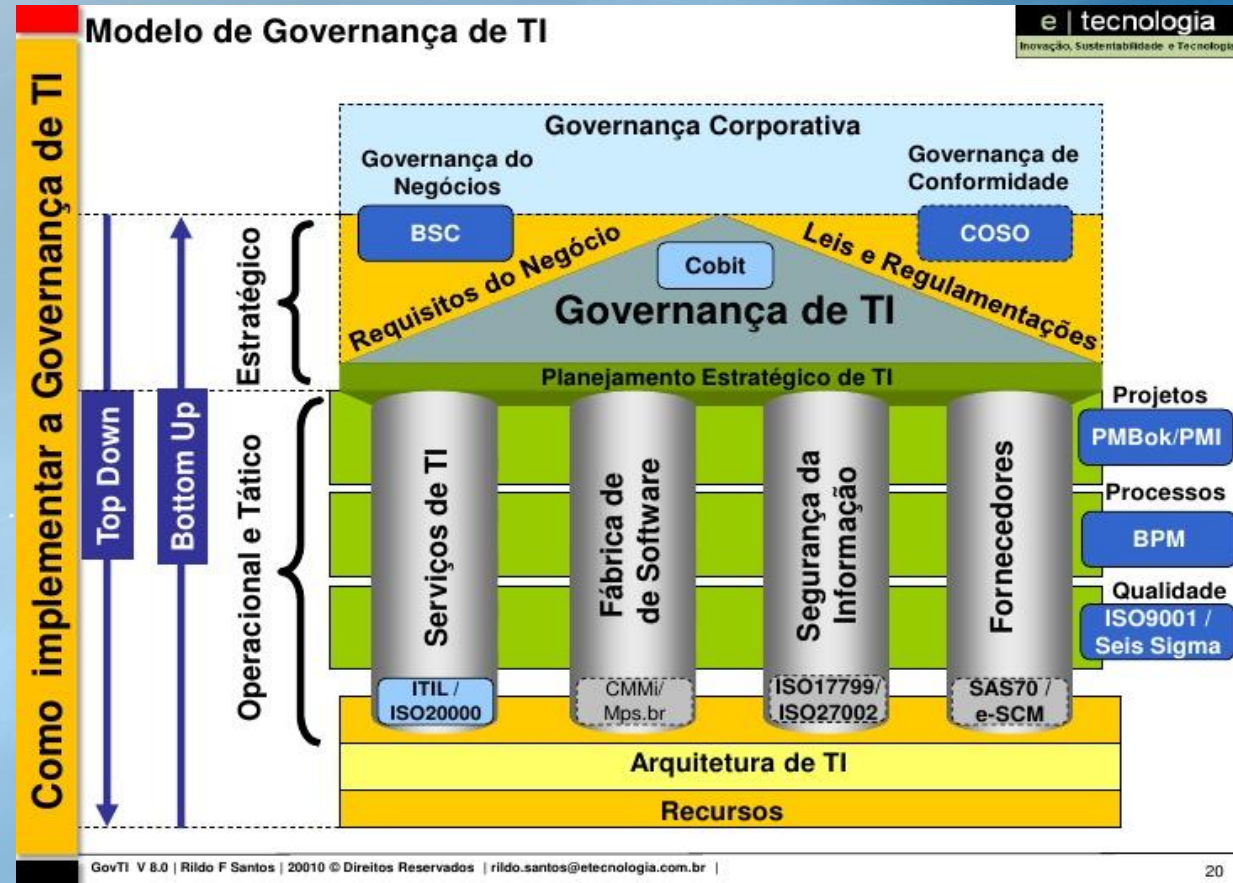 Modelo de Governança de TI
e | tecnologia
Inovação, Sustentabilidade e Tecnologia
Como implementar a Governança de TI
Top Down
Bottom Up
Estratégico
Operacional e Tático
Governança Corporativa
Governança do
Negócios
BSC
Governança de
Conformidade
COSO
Requisitos do Negócio
Leis e Regulamentações
Cobit
Governança de TI
Planejamento Estratégico de TI
Serviços de TI
ITIL /
ISO20000
Fábrica de
de Software
CMMi/
Mps.br
Segurança da
Informação
ISO17799/
ISO27002
Fornecedores
SAS70 /
e-SCM
Projetos
PMBok/PMI
Processos
BPM
Qualidade
ISO9001 /
Seis Sigma
Arquitetura de TI
Recursos
GovTI V 8.0 | Rildo F Santos | 20010 © Direitos Reservados | rildo.santos@etecnologia.com.br |
20